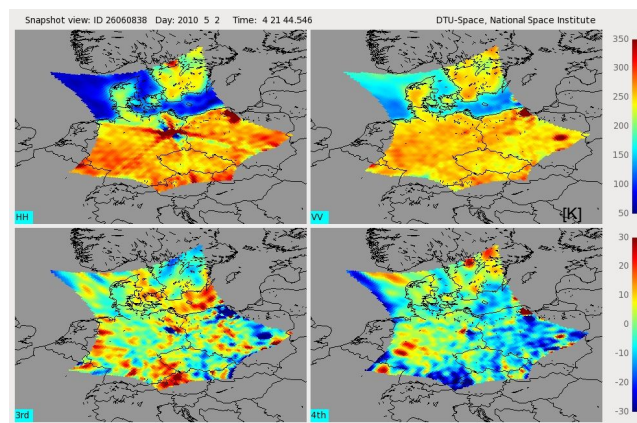 Snapshot view: ID 26060838 Day: 2010 5 2 Time: 4 21 44.546 DTU-Space, National Space Institute
350
300
250
200
150
100
50
HH
VV
[K]
30
20
10
0
-10
-20
-30
3rd
4th